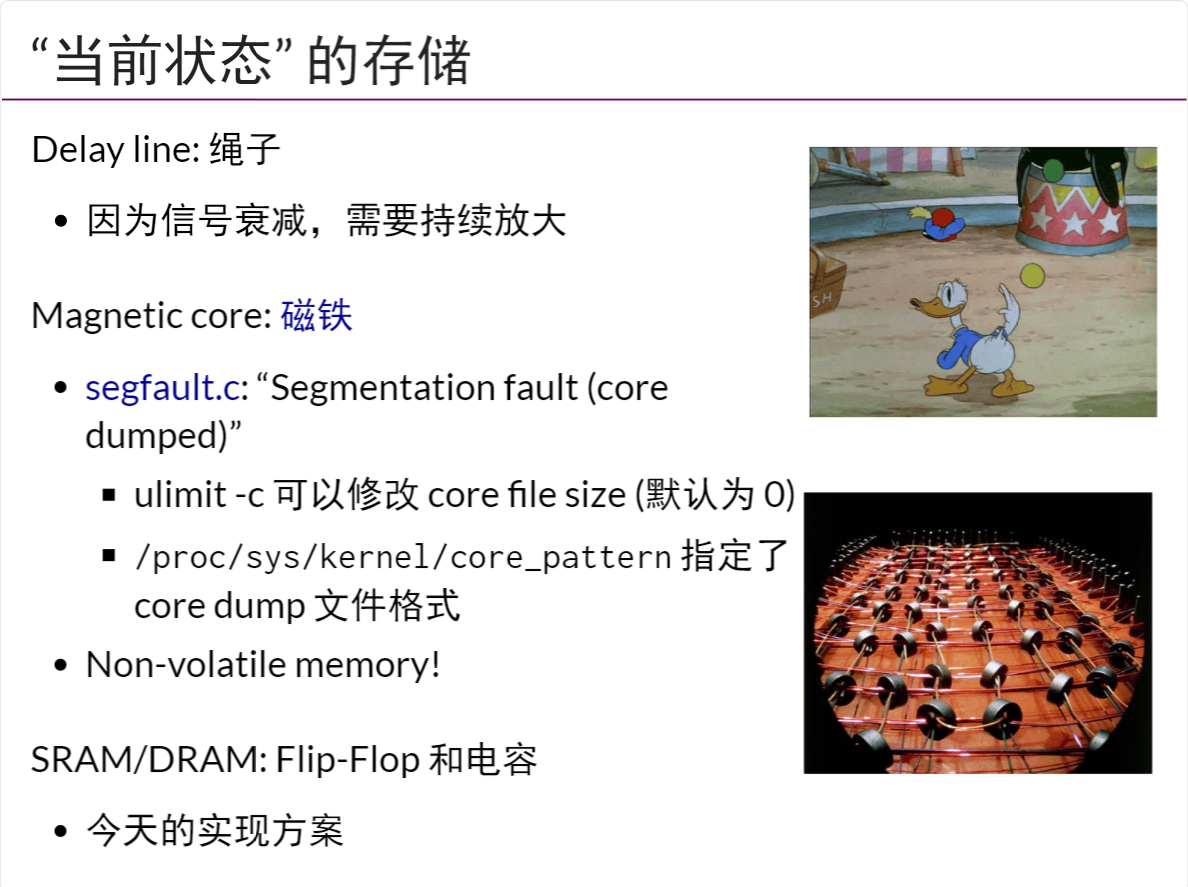 “当前状态” 的存储
Delay line: 绳子
因为信号衰减，需要持续放大
Magnetic core: 磁铁
segfault.c: “Segmentation fault (core
dumped)”
ulimit -c 可以修改 core file size (默认为 0)
/proc/sys/kernel/core_pattern 指定了
core dump 文件格式
Non-volatile memory!
SRAM/DRAM: Flip-Flop 和电容
今天的实现方案
SH